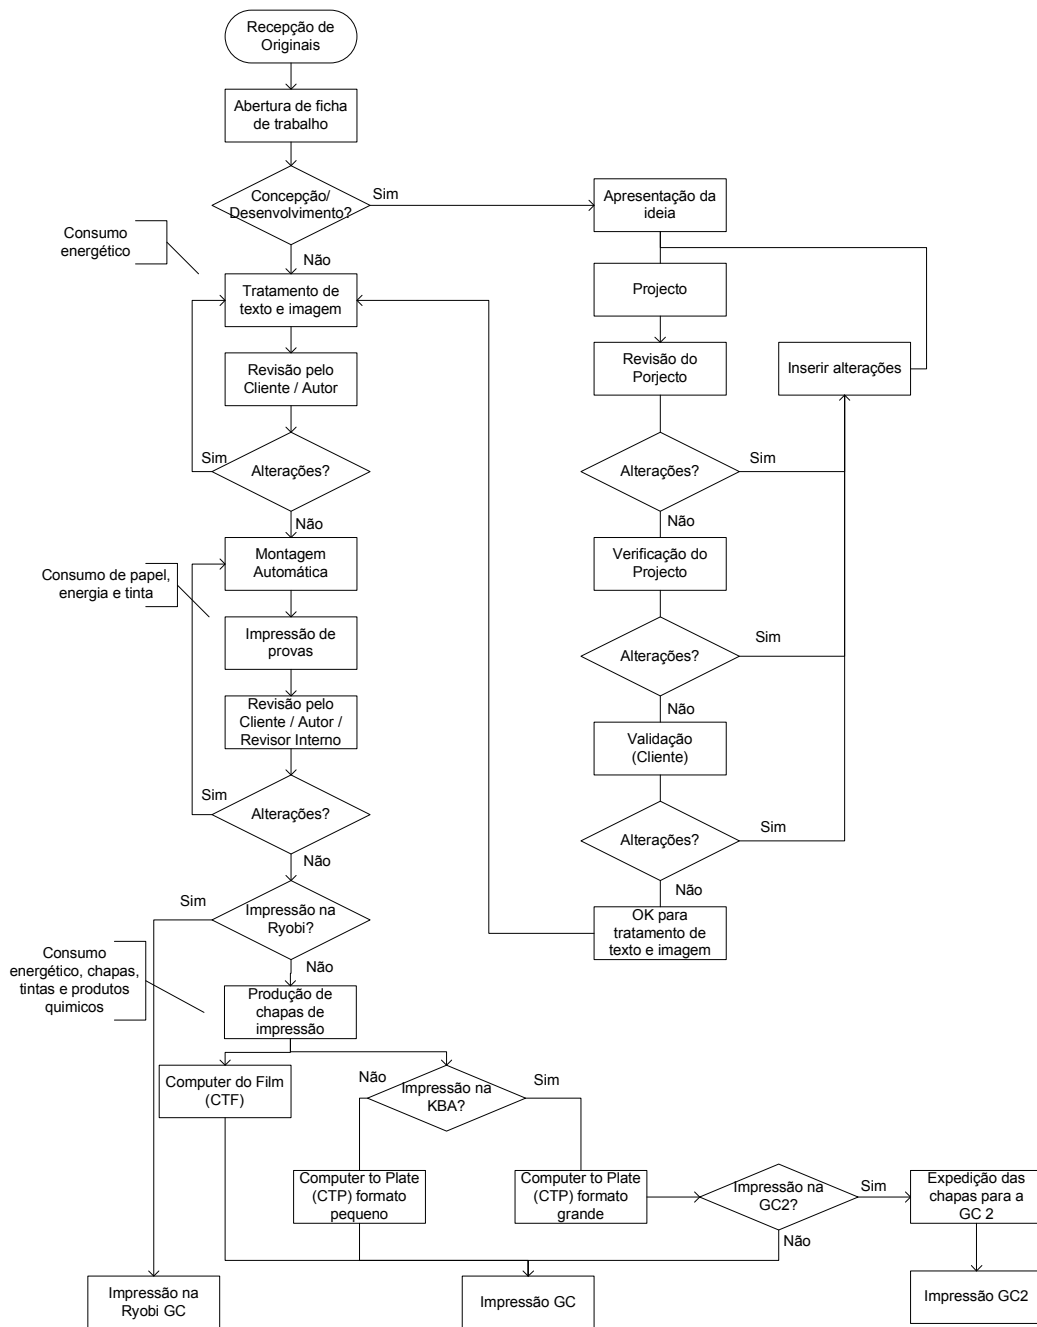 Recepção de
Originais
Abertura de ficha
de trabalho
Concepção/
Desenvolvimento?
Sim
Apresentação da
ideia
Consumo
energético
Não
Tratamento de
texto e imagem
Projecto
Revisão pelo
Cliente / Autor
Revisão do
Porjecto
Inserir alterações
Sim
Alterações?
Alterações?
Sim
Não
Não
Montagem
Automática
Verificação do
Projecto
Consumo de papel,
energia e tinta
Impressão de
provas
Alterações?
Sim
Não
Revisão pelo
Cliente / Autor /
Revisor Interno
Validação
(Cliente)
Sim
Alterações?
Alterações?
Sim
Não
Não
Sim
Impressão na
Ryobi?
OK para
tratamento de
texto e imagem
Consumo
energético, chapas,
tintas e produtos
quimicos
Não
Produção de
chapas de
impressão
Computer do Film
(CTF)
Não
Impressão na
KBA?
Sim
Computer to Plate
(CTP) formato
pequeno
Computer to Plate
(CTP) formato
grande
Impressão na
GC2?
Sim
Expedição das
chapas para a
GC 2
Não
Impressão na
Ryobi GC
Impressão GC
Impressão GC2